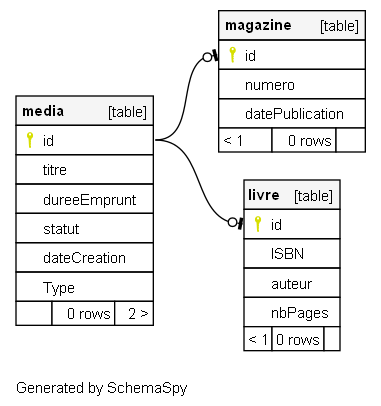 magazine [table]
id
numero
datePublication
< 1 0 rows
media [table]
id
titre
dureeEmprunt
statut
dateCreation
Type
0 rows 2 >
livre [table]
id
ISBN
auteur
nbPages
< 1 0 rows
Generated by SchemaSpy